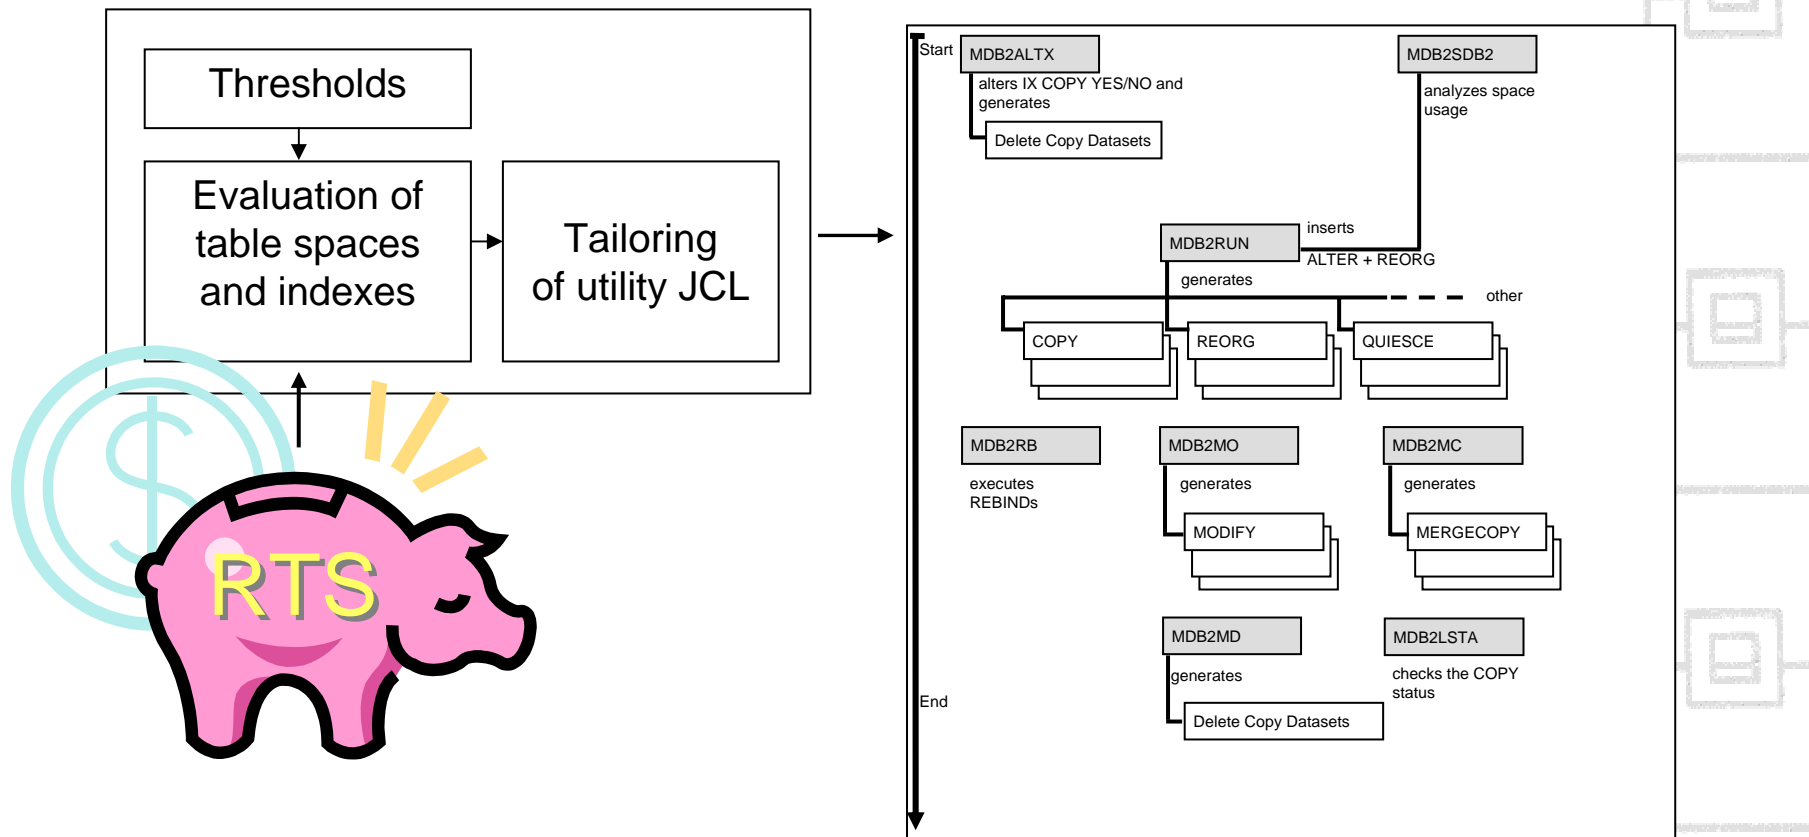 Thresholds
Evaluation of
table spaces
and indexes
Tailoring
of utility JCL
RTS
Start
MDB2ALTX
alters IX COPY YES/NO and
generates
Delete Copy Datasets
MDB2SDB2
analyzes space
usage
MDB2RUN
inserts
ALTER + REORG
generates
other
COPY
REORG
QUIESCE
MDB2RB
executes
REBINDs
MDB2MO
generates
MODIFY
MDB2MC
generates
MERGECOPY
MDB2MD
generates
Delete Copy Datasets
MDB2LSTA
checks the COPY
status
End